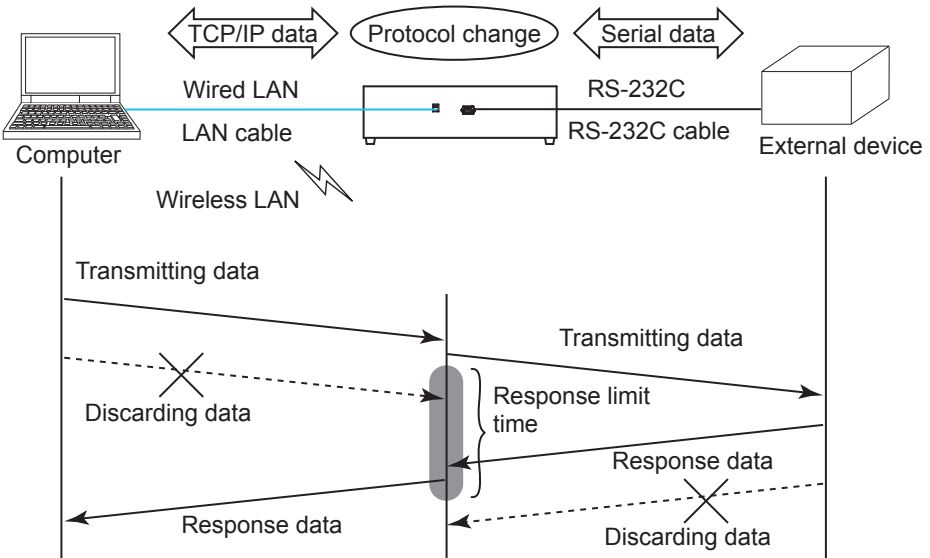 TCP/IP data
Protocol change
Serial data
Wired LAN
RS-232C
LAN cable
RS-232C cable
Computer
External device
Wireless LAN
Transmitting data
Transmitting data
Discarding data
Response limit
time
Response data
Response data
Discarding data